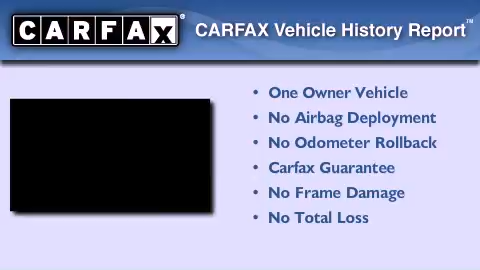 CARFAX® CARFAX Vehicle History Report™
• One Owner Vehicle
• No Airbag Deployment
• No Odometer Rollback
• Carfax Guarantee
• No Frame Damage
• No Total Loss